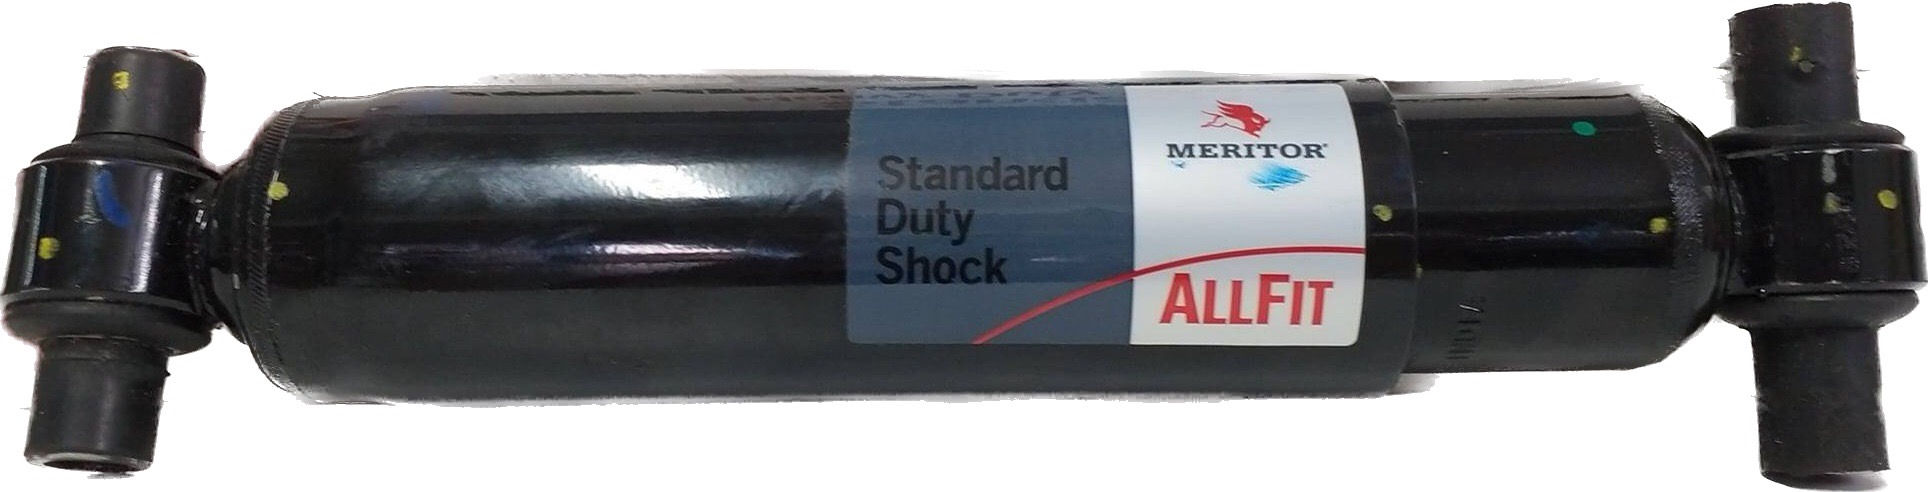 Standard
Duty
Shock
MERITOR
ALLFIT